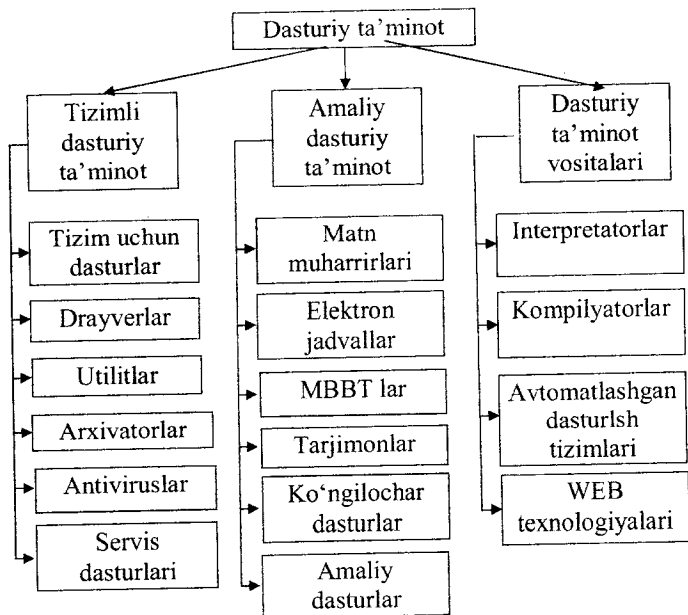 Dasturiy ta’minot
Tizimli
dasturiy
ta’minot
Tizim uchun
dasturlar
Drayverlar
Utilitlar
Arxivatorlar
Antiviruslar
Servis
dasturlari
Amaliy
dasturiy
ta’minot
Matn
muharrirlari
Elektron
jadvallar
MBBT lar
Tarjimonlar
Ko‘ngilochar
dasturlar
Amaliy
dasturlar
Dasturiy
ta’minot
vositalari
Interpretatorlar
Kompilyatorlar
Avtomatlashgan
dasturlsh
tizimlari
WEB
texnologiyalari